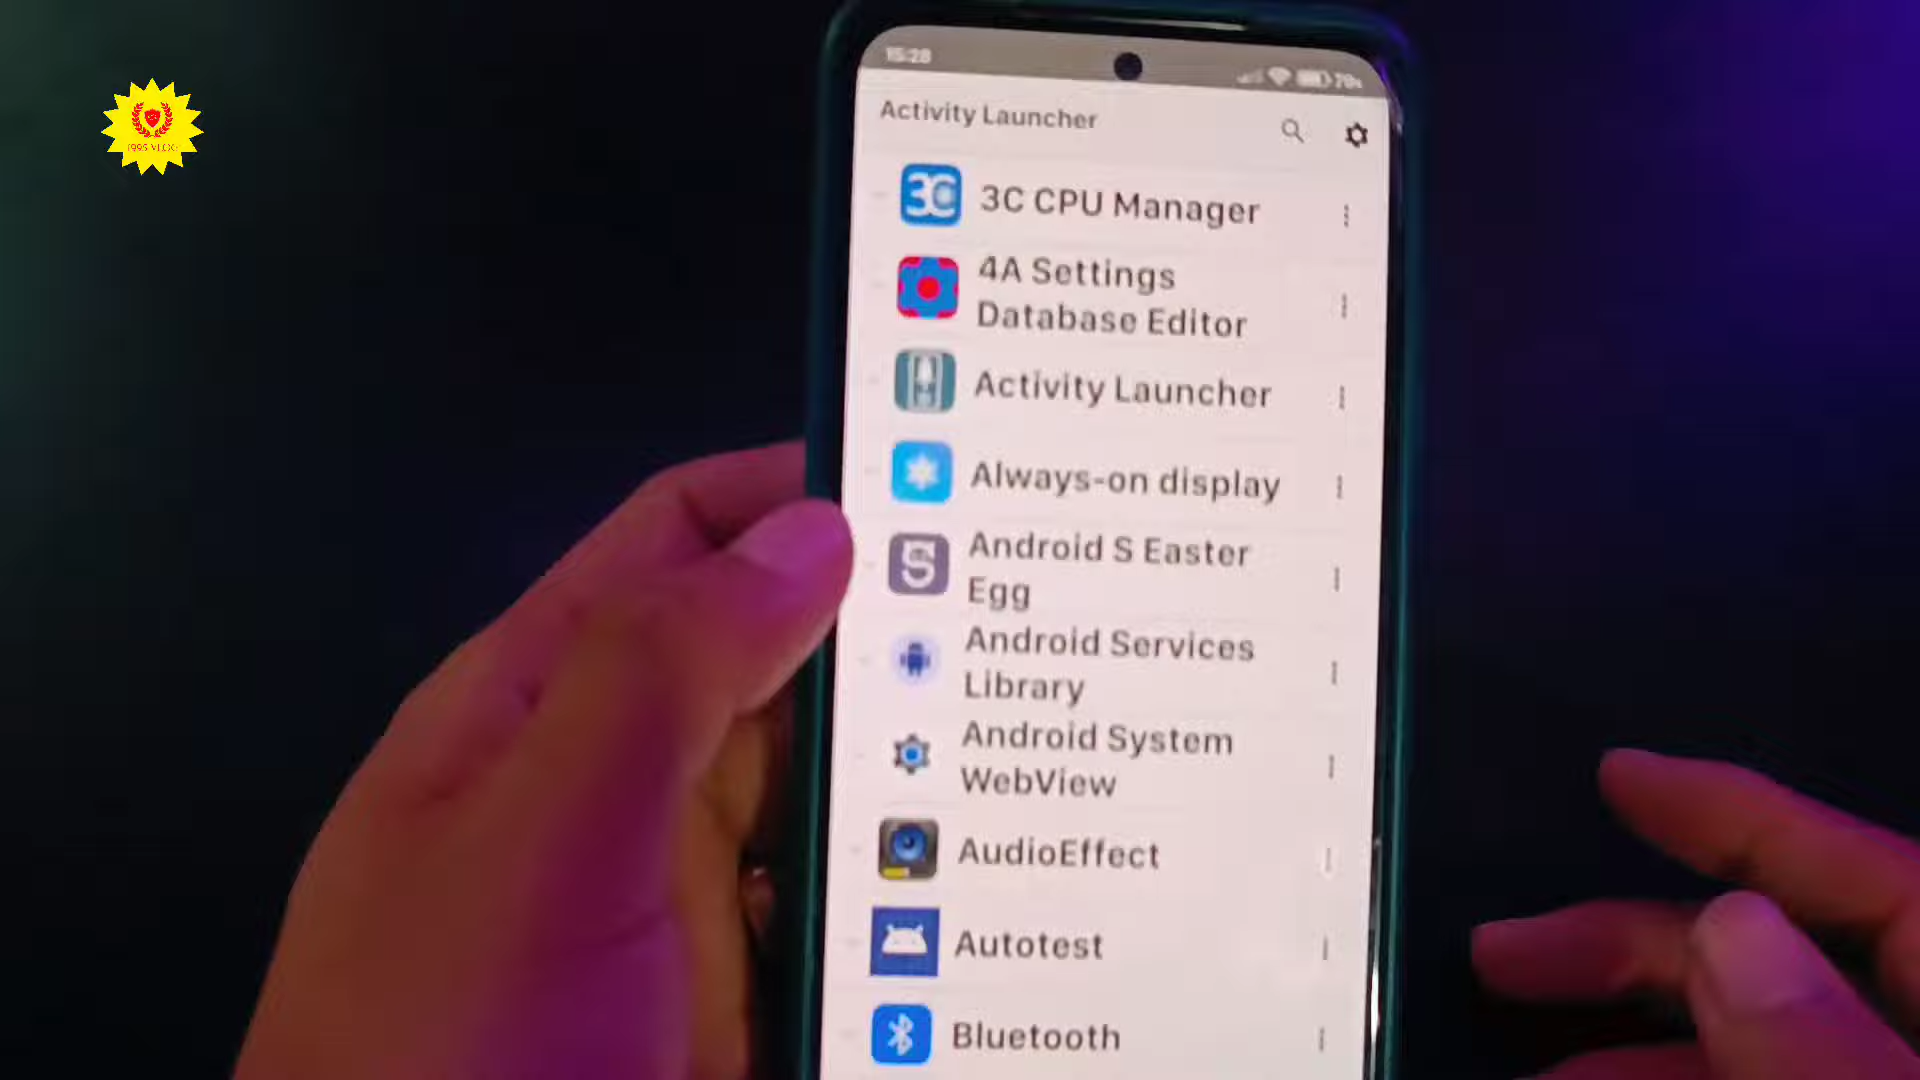 15:28
Activity Launcher
3C
3C CPU Manager
4A Settings
Database Editor
Activity Launcher
Always-on display
Android S Easter
Egg
Android Services
Library
Android System
WebView
AudioEffect
Autotest
Bluetooth